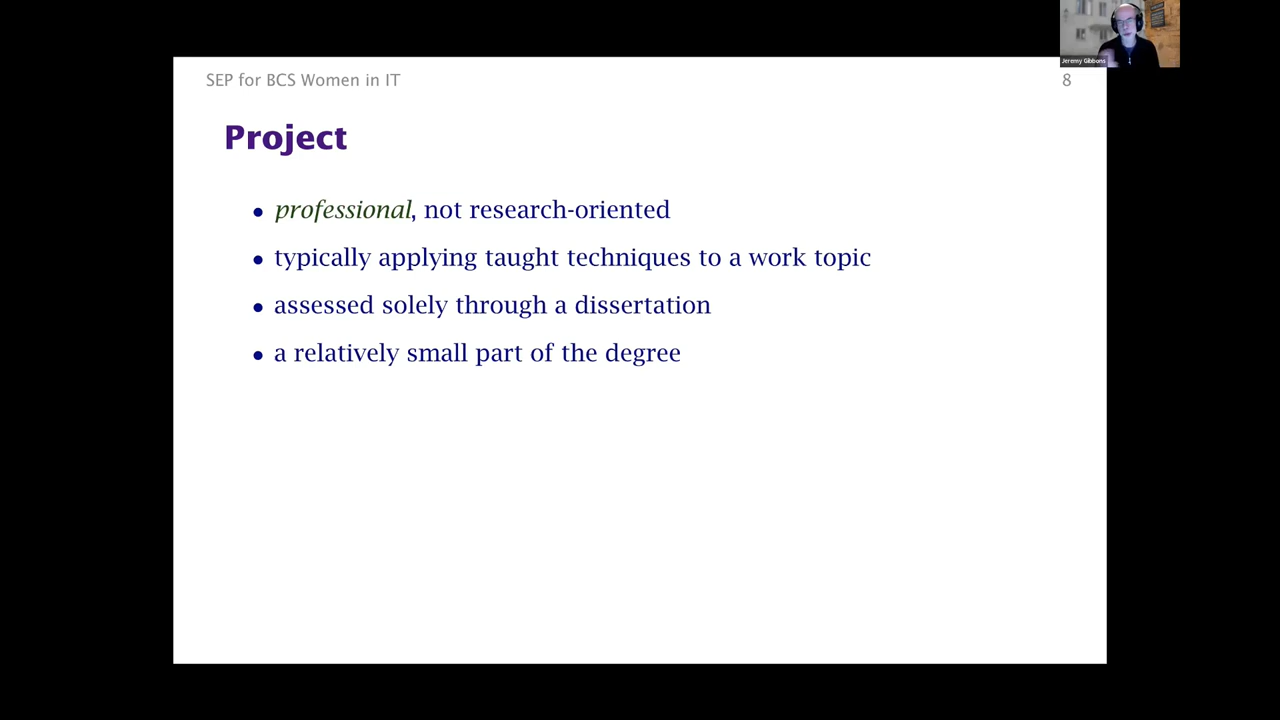 Jeremy Gibbons
SEP for BCS Women in IT
8
Project
• professional, not research-oriented
• typically applying taught techniques to a work topic
• assessed solely through a dissertation
• a relatively small part of the degree